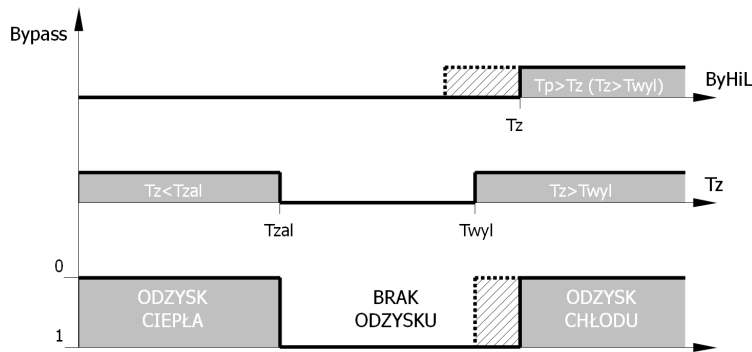 Bypass
Tp>Tz (Tz>Twyl)
ByHiL
Tz
Tz<Tzal
Tz>Twyl
Tz
Tzal
Twyl
0
ODZYSK
CIEPŁA
BRAK
ODZYSKU
ODZYSK
CHŁODU
1